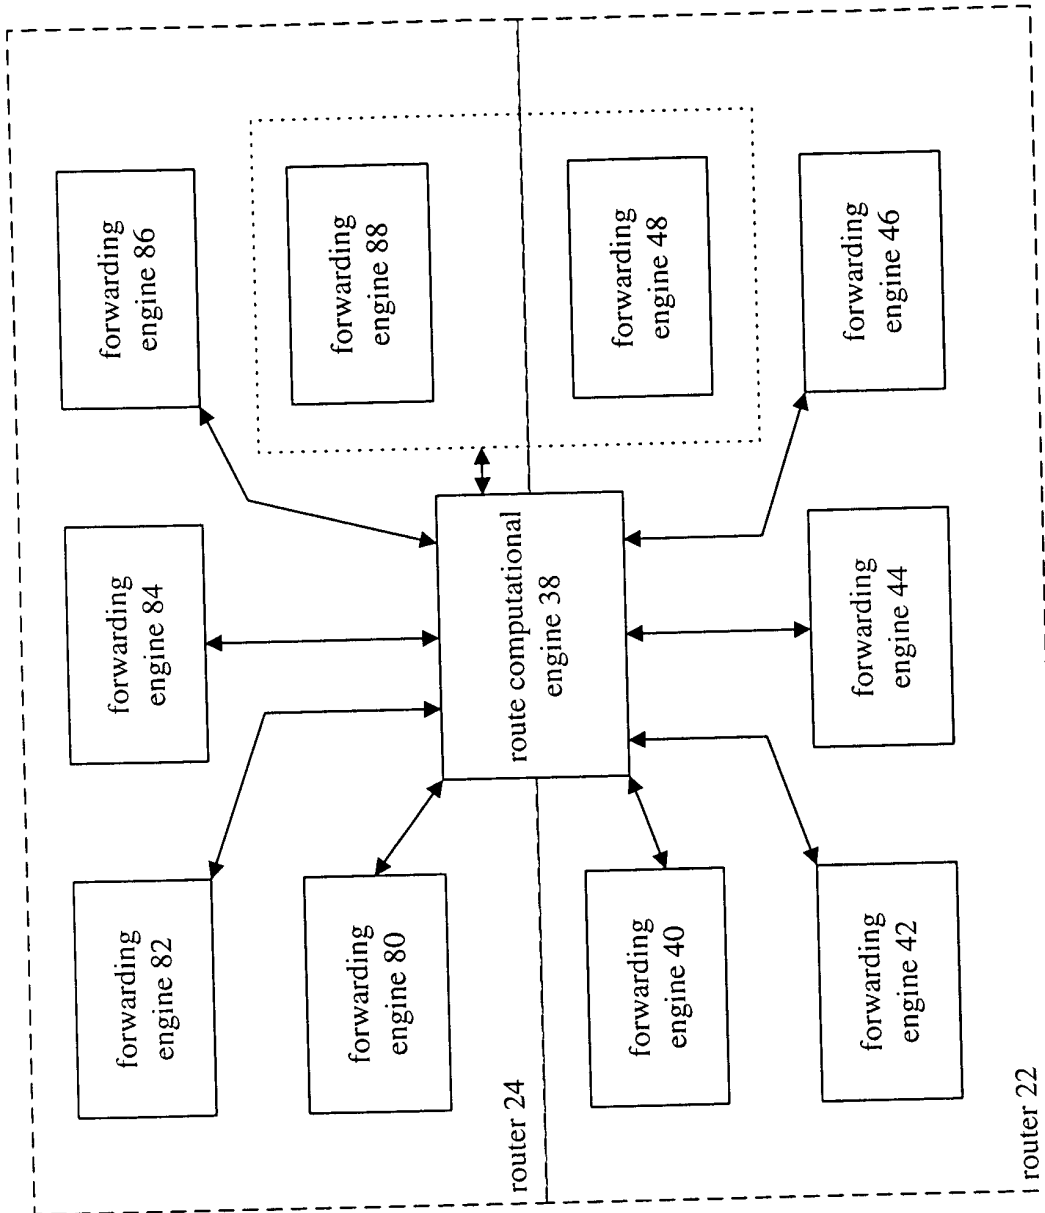 forwarding
engine 82
forwarding
engine 84
forwarding
engine 86
forwarding
engine 80
forwarding
engine 88
router 24
route computational
engine 38
forwarding
engine 40
forwarding
engine 48
forwarding
engine 42
forwarding
engine 44
forwarding
engine 46
router 22